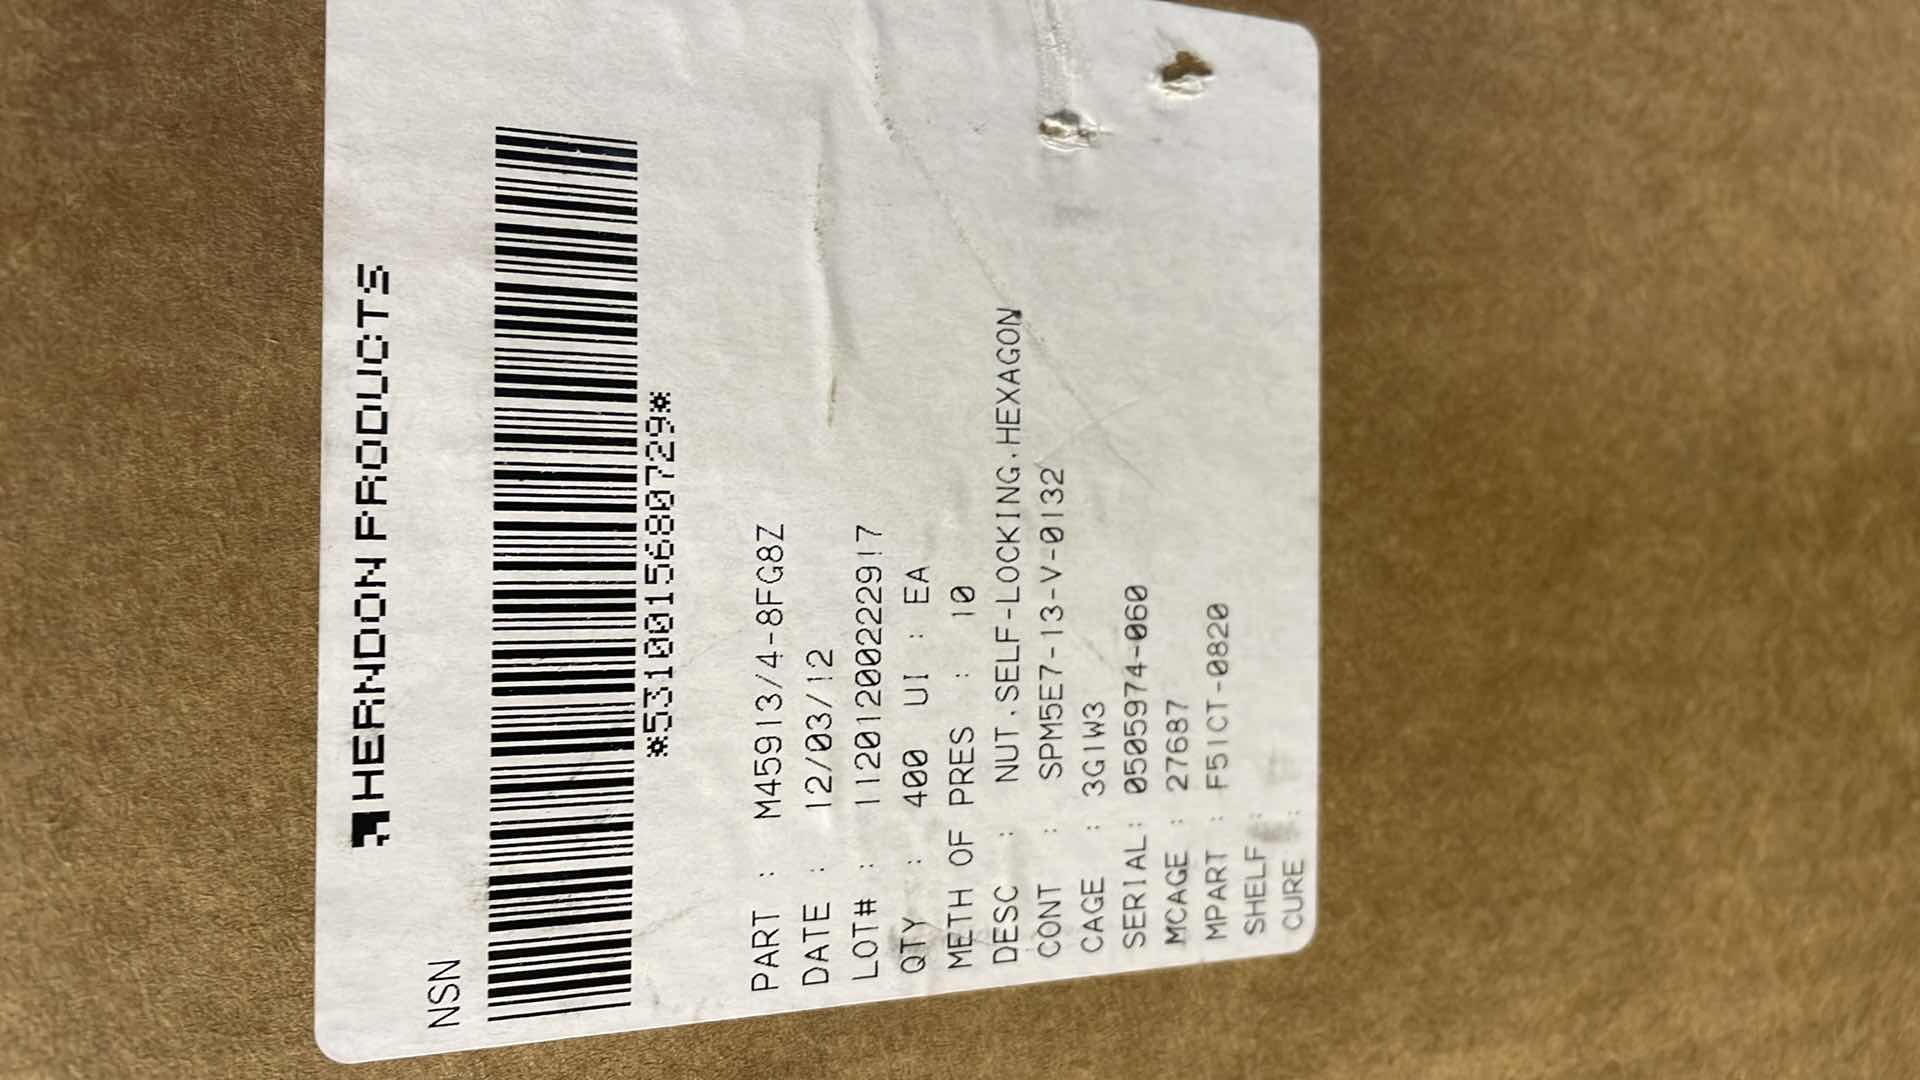 HERNDON PRODUCTS
NSN
*5310015680729*
PART : M45913/4-8FG8Z
DATE : 12/03/12
LOT# : 11201200222917
QTY : 400 UI : EA
METH OF PRES : 10
DESC : NUT,SELF-LOCKING,HEXAGON
CONT : SPM5E7-13-V-0132
CAGE : 3G1W3
SERIAL: 0505974-060
MCAGE : 27687
MPART : F51CT-0820
SHELF :
CURE :